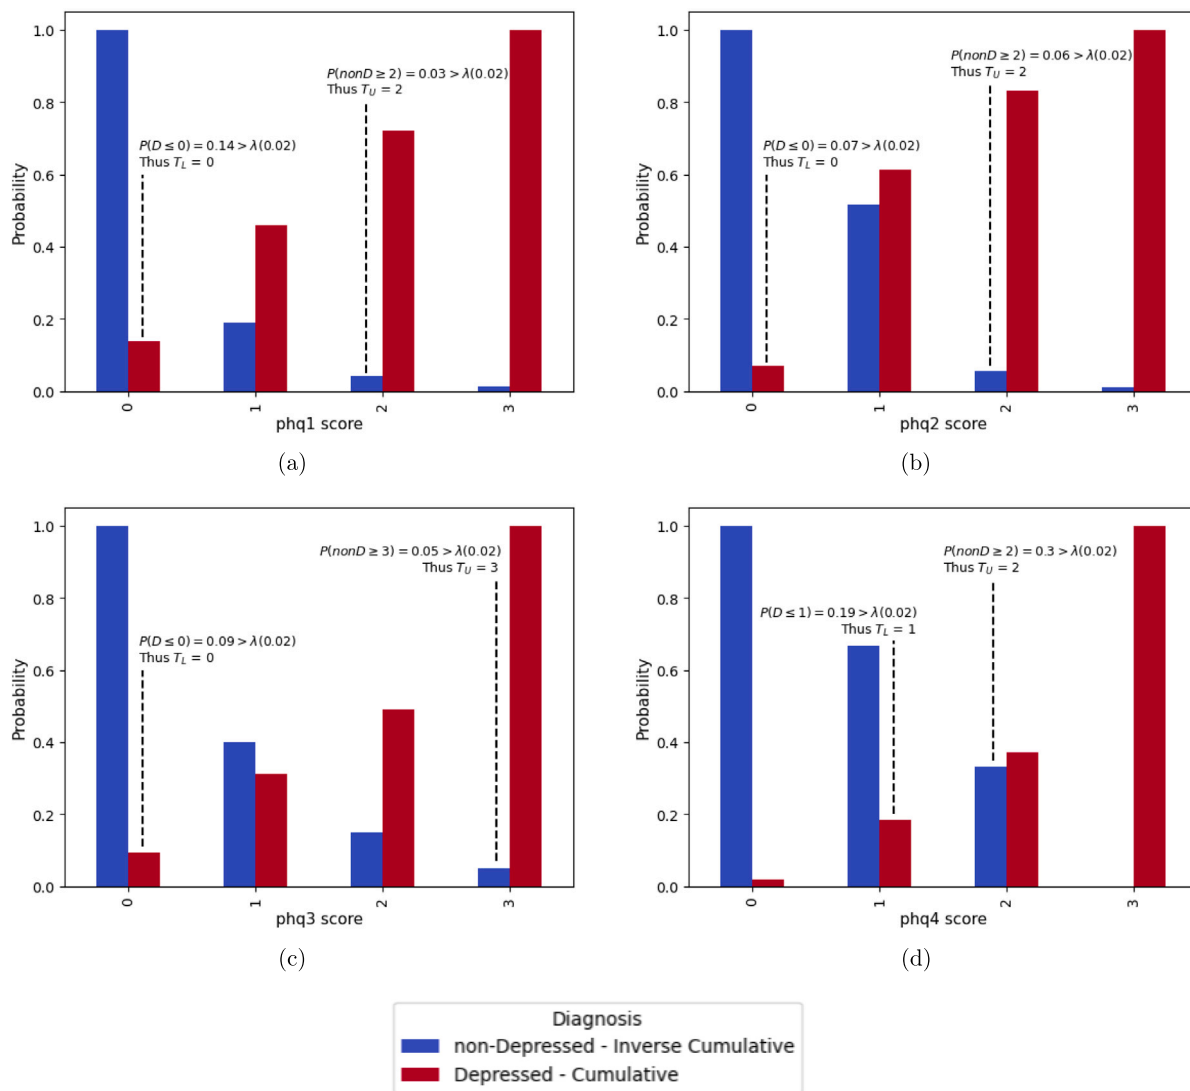 1.0
0.8
0.6
0.4
0.2
0.0
Probability
P(nonD ≥ 2) = 0.03 > λ(0.02)
Thus T_U = 2
P(D ≤ 0) = 0.14 > λ(0.02)
Thus T_L = 0
0 1 2 3
phq1 score
(a)
1.0
0.8
0.6
0.4
0.2
0.0
Probability
P(nonD ≥ 2) = 0.06 > λ(0.02)
Thus T_U = 2
P(D ≤ 0) = 0.07 > λ(0.02)
Thus T_L = 0
0 1 2 3
phq2 score
(b)
1.0
0.8
0.6
0.4
0.2
0.0
Probability
P(nonD ≥ 3) = 0.05 > λ(0.02)
Thus T_U = 3
P(D ≤ 0) = 0.09 > λ(0.02)
Thus T_L = 0
0 1 2 3
phq3 score
(c)
1.0
0.8
0.6
0.4
0.2
0.0
Probability
P(nonD ≥ 2) = 0.3 > λ(0.02)
Thus T_U = 2
P(D ≤ 1) = 0.19 > λ(0.02)
Thus T_L = 1
0 1 2 3
phq4 score
(d)
Diagnosis
non-Depressed - Inverse Cumulative
Depressed - Cumulative